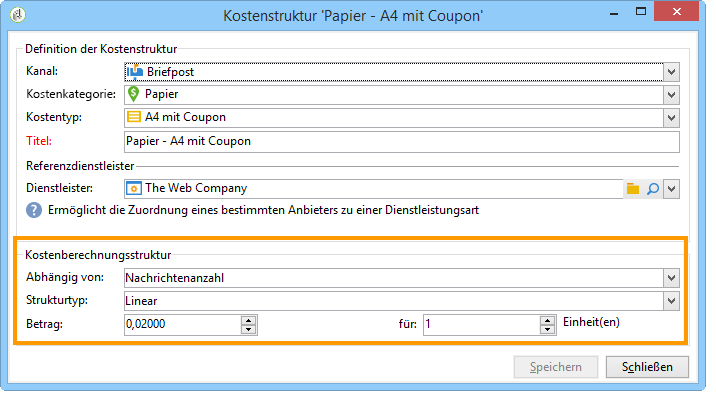 Kostenstruktur 'Papier - A4 mit Coupon'
Definition der Kostenstruktur
Kanal: Briefpost
Kostenkategorie: Papier
Kostentyp: A4 mit Coupon
Titel: Papier - A4 mit Coupon
Referenzdienstleister
Dienstleister: The Web Company
? Ermöglicht die Zuordnung eines bestimmten Anbieters zu einer Dienstleistungsart
Kostenberechnungsstruktur
Abhängig von: Nachrichtenanzahl
Strukturtyp: Linear
Betrag: 0,02000 für: 1 Einheit(en)
Speichern Schließen